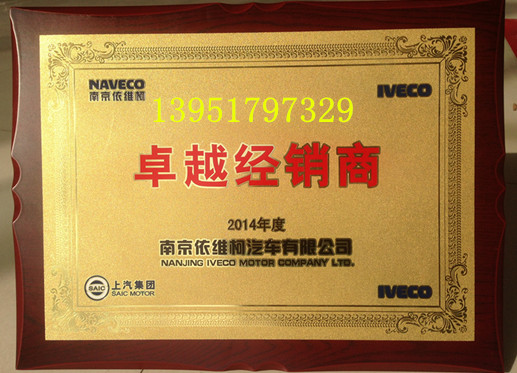 NAVECO
南京依维柯
IVECO
13951797329
卓越经销商
2014年度
南京依维柯汽车有限公司
NANJING IVECO MOTOR COMPANY LTD.
SAIC
上汽集团
SAIC MOTOR
IVECO